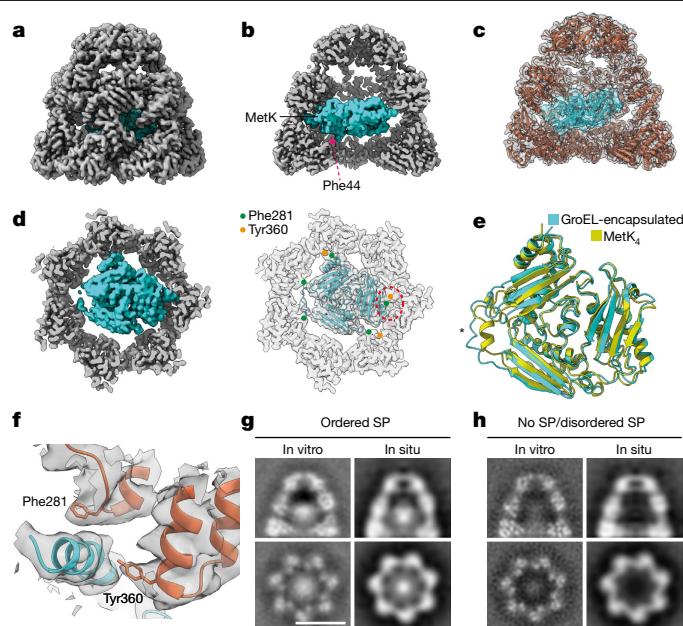 a
b
c
MetK
Phe44
d
Phe281
Tyr360
e
GroEL-encapsulated
MetK4
*
f
Phe281
Tyr360
g
Ordered SP
In vitro
In situ
h
No SP/disordered SP
In vitro
In situ